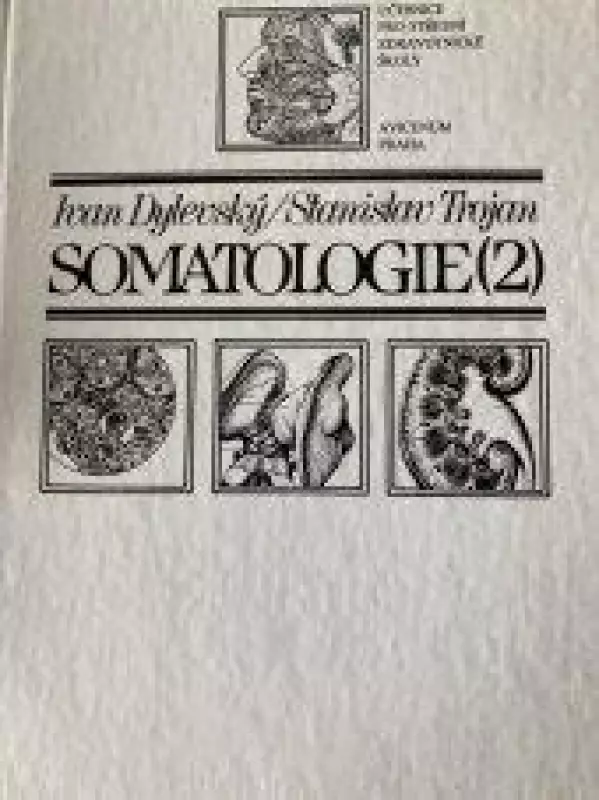 UČEBNICE
PRO STŘEDNÍ
ZDRAVOTNICKÉ
ŠKOLY
AVICENUM
PRAHA
Ivan Dylevský/Stanislav Trojan
SOMATOLOGIE(2)